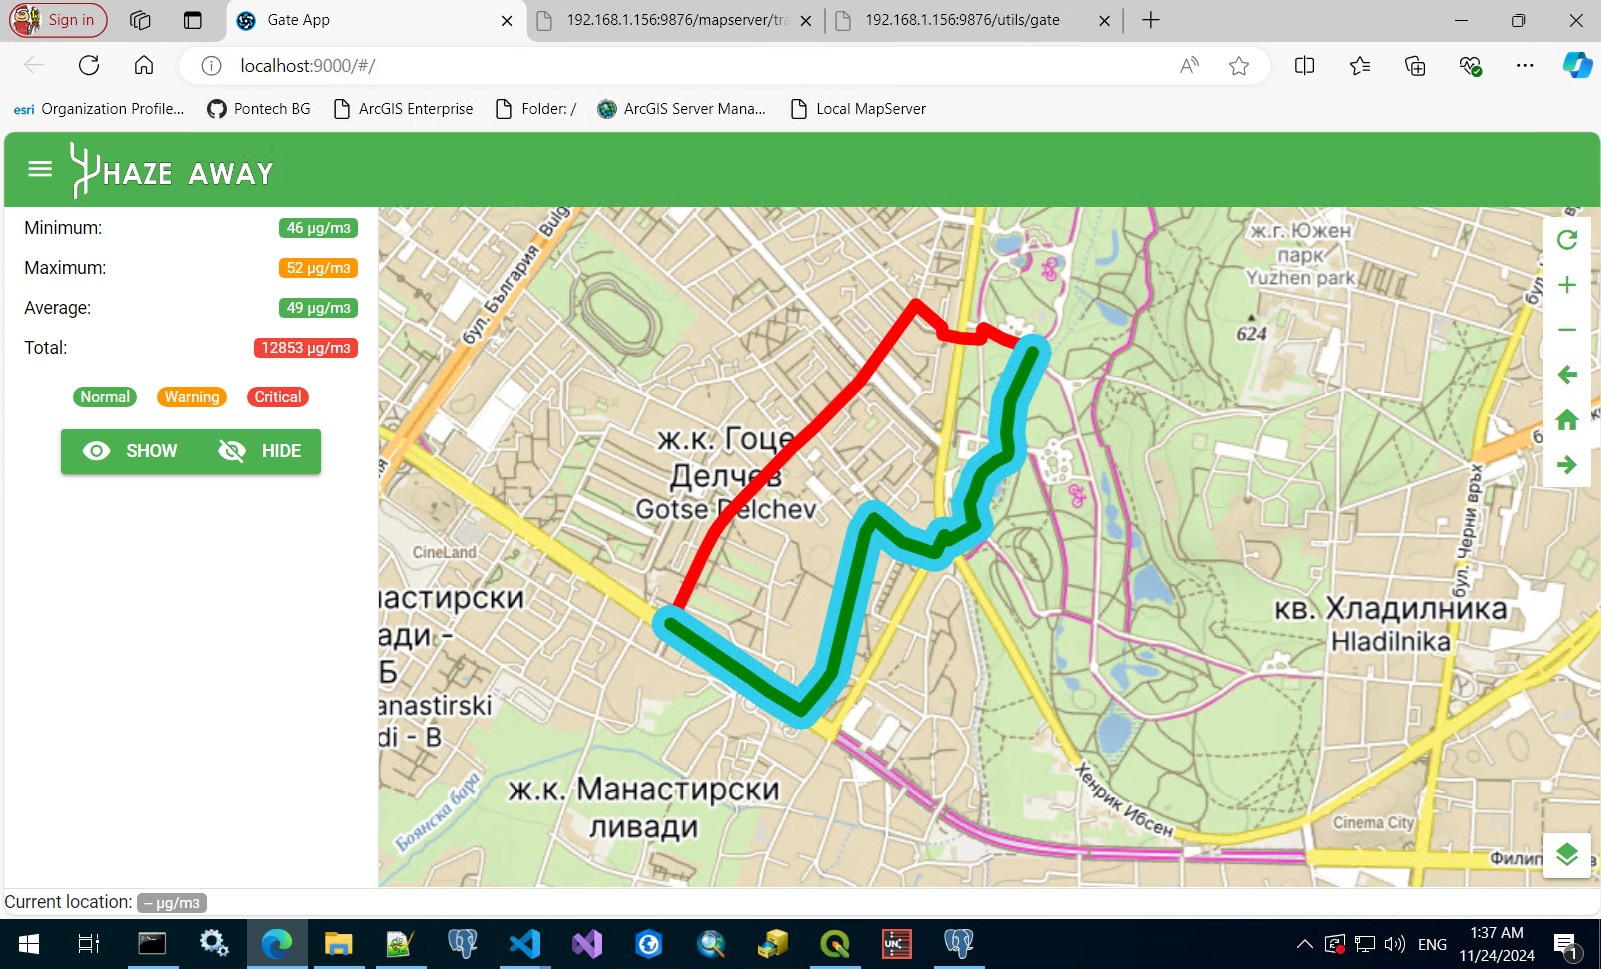 Sign in
Gate App
192.168.1.156:9876/mapserver/tra
192.168.1.156:9876/utils/gate
localhost:9000/#/
esri Organization Profile...
Pontech BG
ArcGIS Enterprise
Folder: /
ArcGIS Server Mana...
Local MapServer
HAZE AWAY
Minimum:
46 µg/m3
Maximum:
52 µg/m3
Average:
49 µg/m3
Total:
12853 µg/m3
Normal
Warning
Critical
SHOW
HIDE
бул. България Bulg
ж.г. Южен
парк
Yuzhen park
624
ж.к. Гоце
Делчев
Gotse Delchev
CineLand
настирски
ади -
Б
anastirski
di - B
бул. Черни връх
кв. Хладилника
Hladilnika
ж.к. Манастирски
ливади
Боянска бара
Хенрик Ибсен
Cinema City
Филип
Current location:
-- µg/m3
ENG
1:37 AM
11/24/2024
1